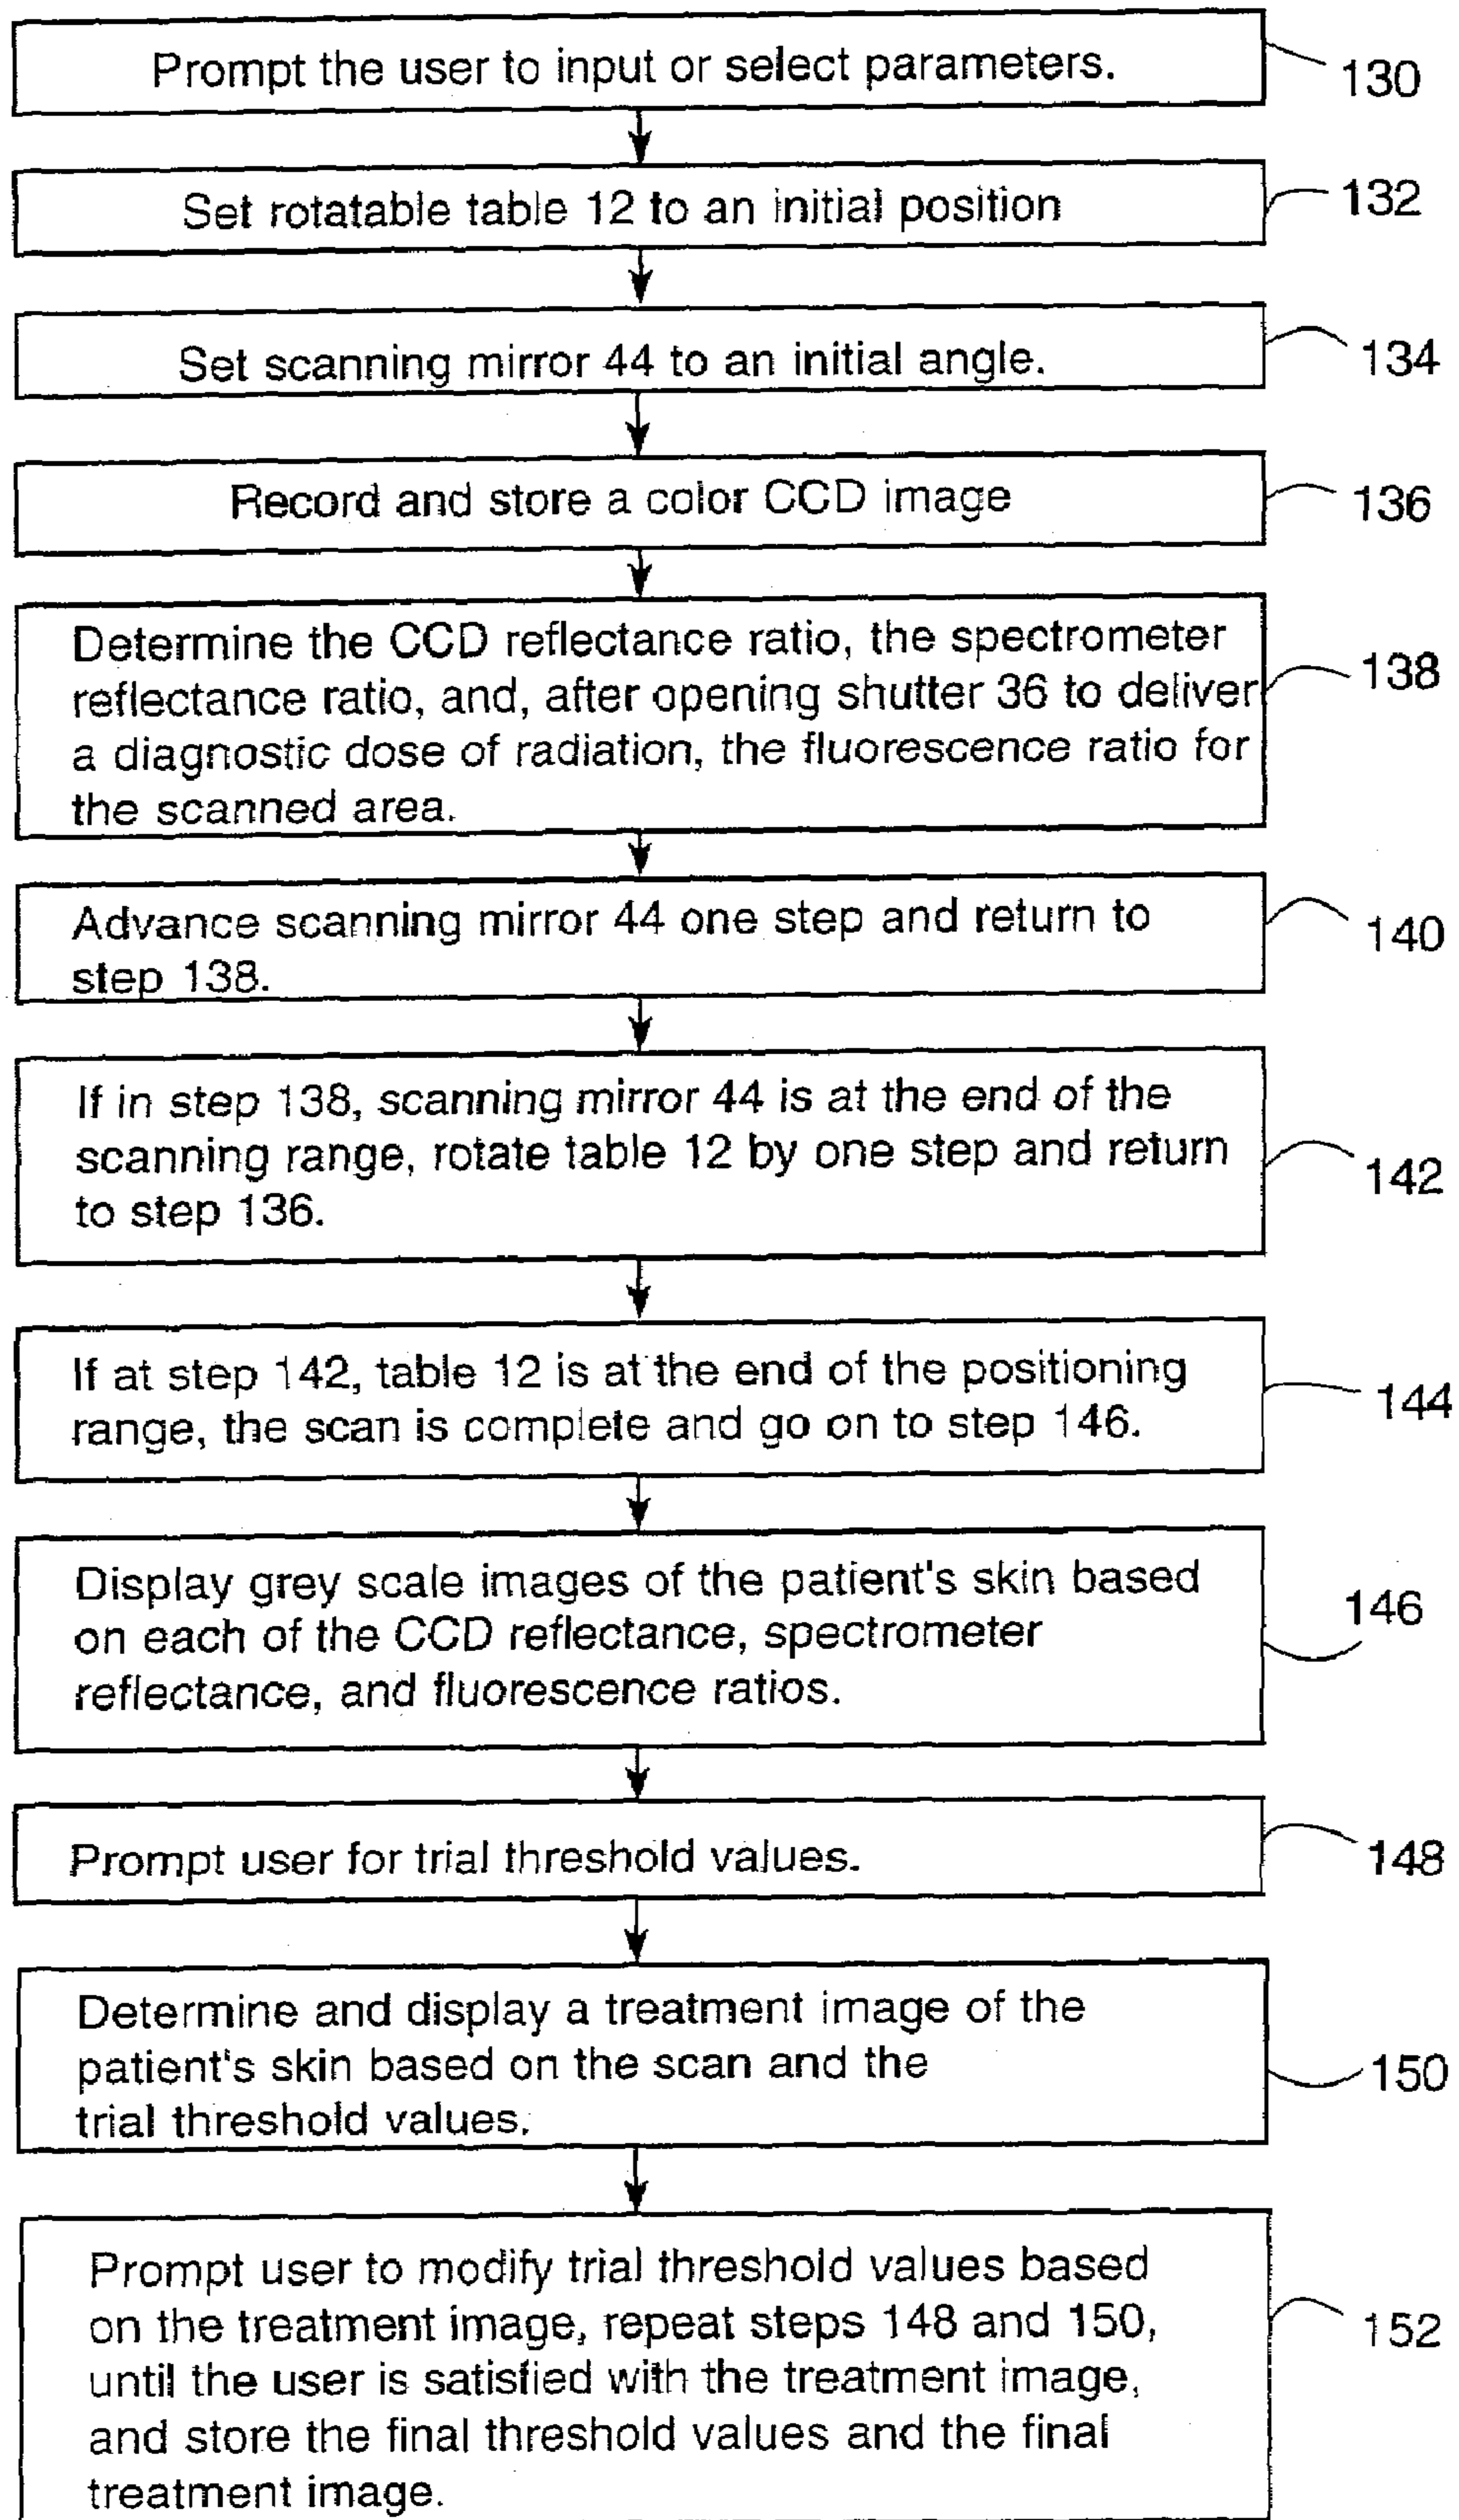 Prompt the user to input or select parameters.
130
Set rotatable table 12 to an initial position
132
Set scanning mirror 44 to an initial angle.
134
Record and store a color CCD image
136
Determine the CCD reflectance ratio, the spectrometer
reflectance ratio, and, after opening shutter 36 to deliver
a diagnostic dose of radiation, the fluorescence ratio for
the scanned area.
138
Advance scanning mirror 44 one step and return to
step 138.
140
If in step 138, scanning mirror 44 is at the end of the
scanning range, rotate table 12 by one step and return
to step 136.
142
If at step 142, table 12 is at the end of the positioning
range, the scan is complete and go on to step 146.
144
Display grey scale images of the patient's skin based
on each of the CCD reflectance, spectrometer
reflectance, and fluorescence ratios.
146
Prompt user for trial threshold values.
148
Determine and display a treatment image of the
patient's skin based on the scan and the
trial threshold values.
150
Prompt user to modify trial threshold values based
on the treatment image, repeat steps 148 and 150,
until the user is satisfied with the treatment image,
and store the final threshold values and the final
treatment image.
152